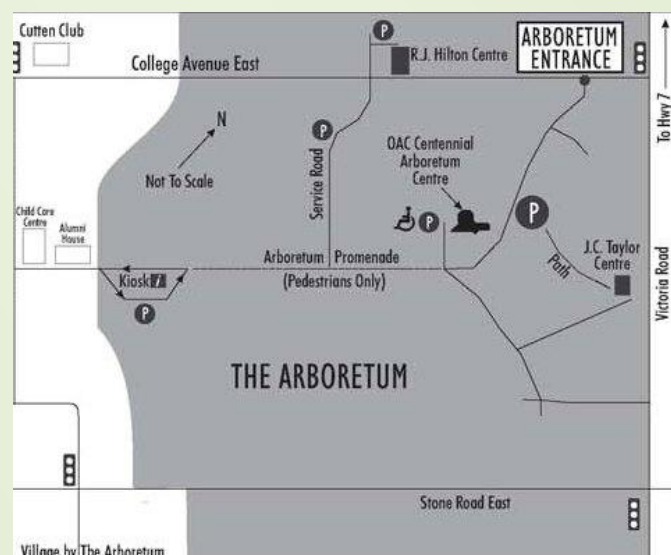 Cutten Club
P
ARBORETUM
ENTRANCE
R.J. Hilton Centre
College Avenue East
To Hwy 7
N
P
Not To Scale
Service Road
OAC Centennial
Arboretum
Centre
P
P
Child Care
Centre
Alumni
House
Arboretum Promenade
(Pedestrians Only)
Path
J.C. Taylor
Centre
Victoria Road
Kiosk i
P
THE ARBORETUM
Stone Road East
Village by The Arboretum